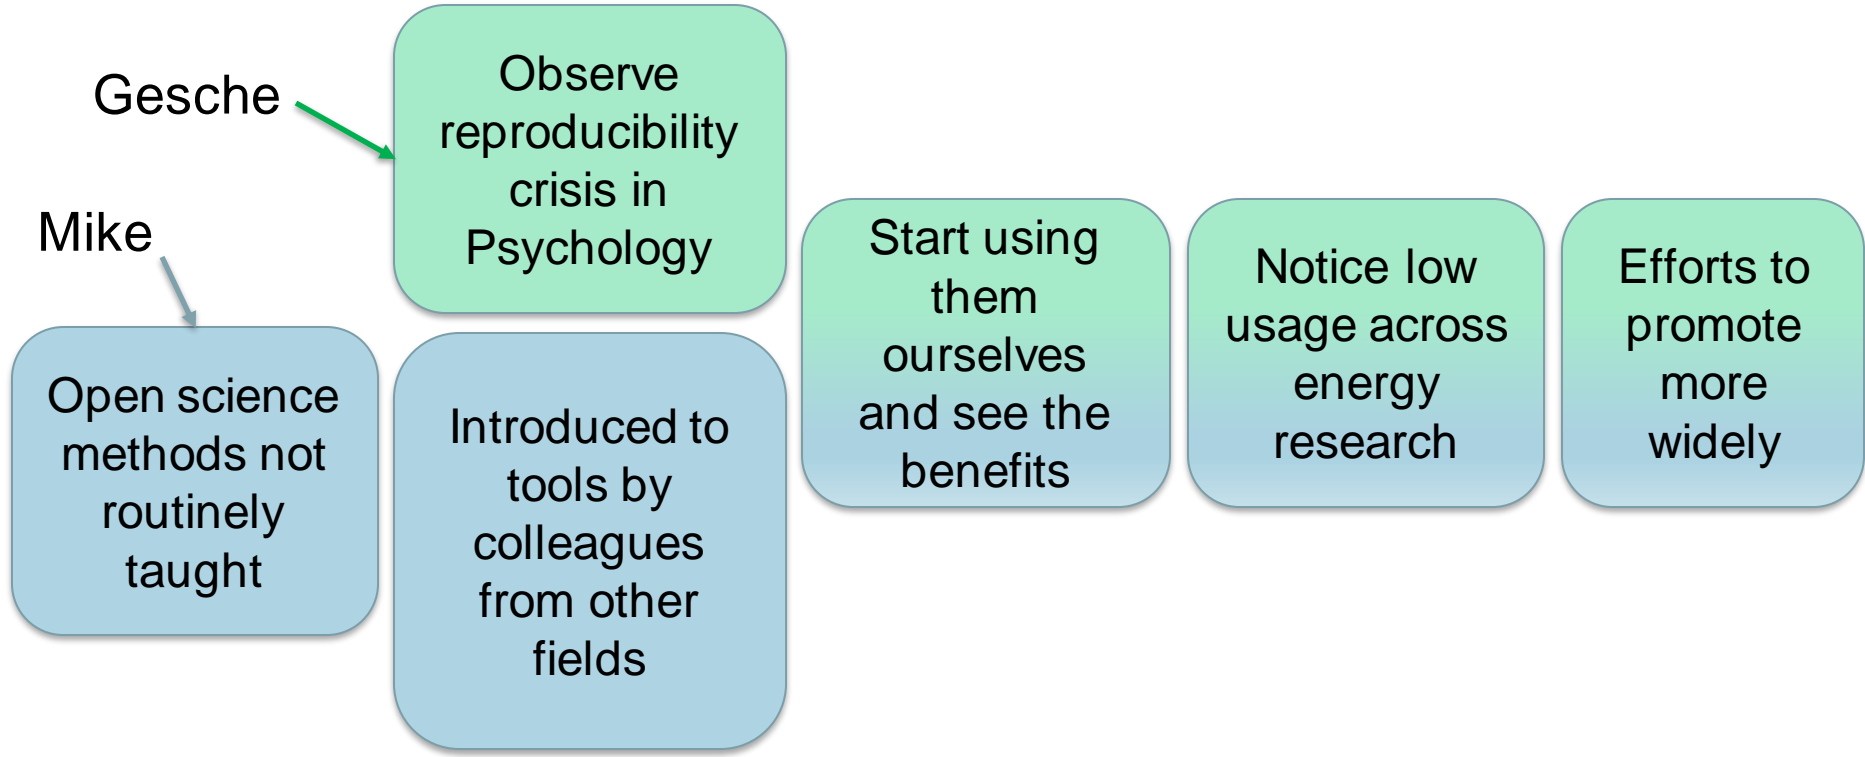 Gesche
Observe
reproducibility
crisis in
Psychology
Mike
Open science
methods not
routinely
taught
Introduced to
tools by
colleagues
from other
fields
Start using
them
ourselves
and see the
benefits
Notice low
usage across
energy
research
Efforts to
promote
more
widely